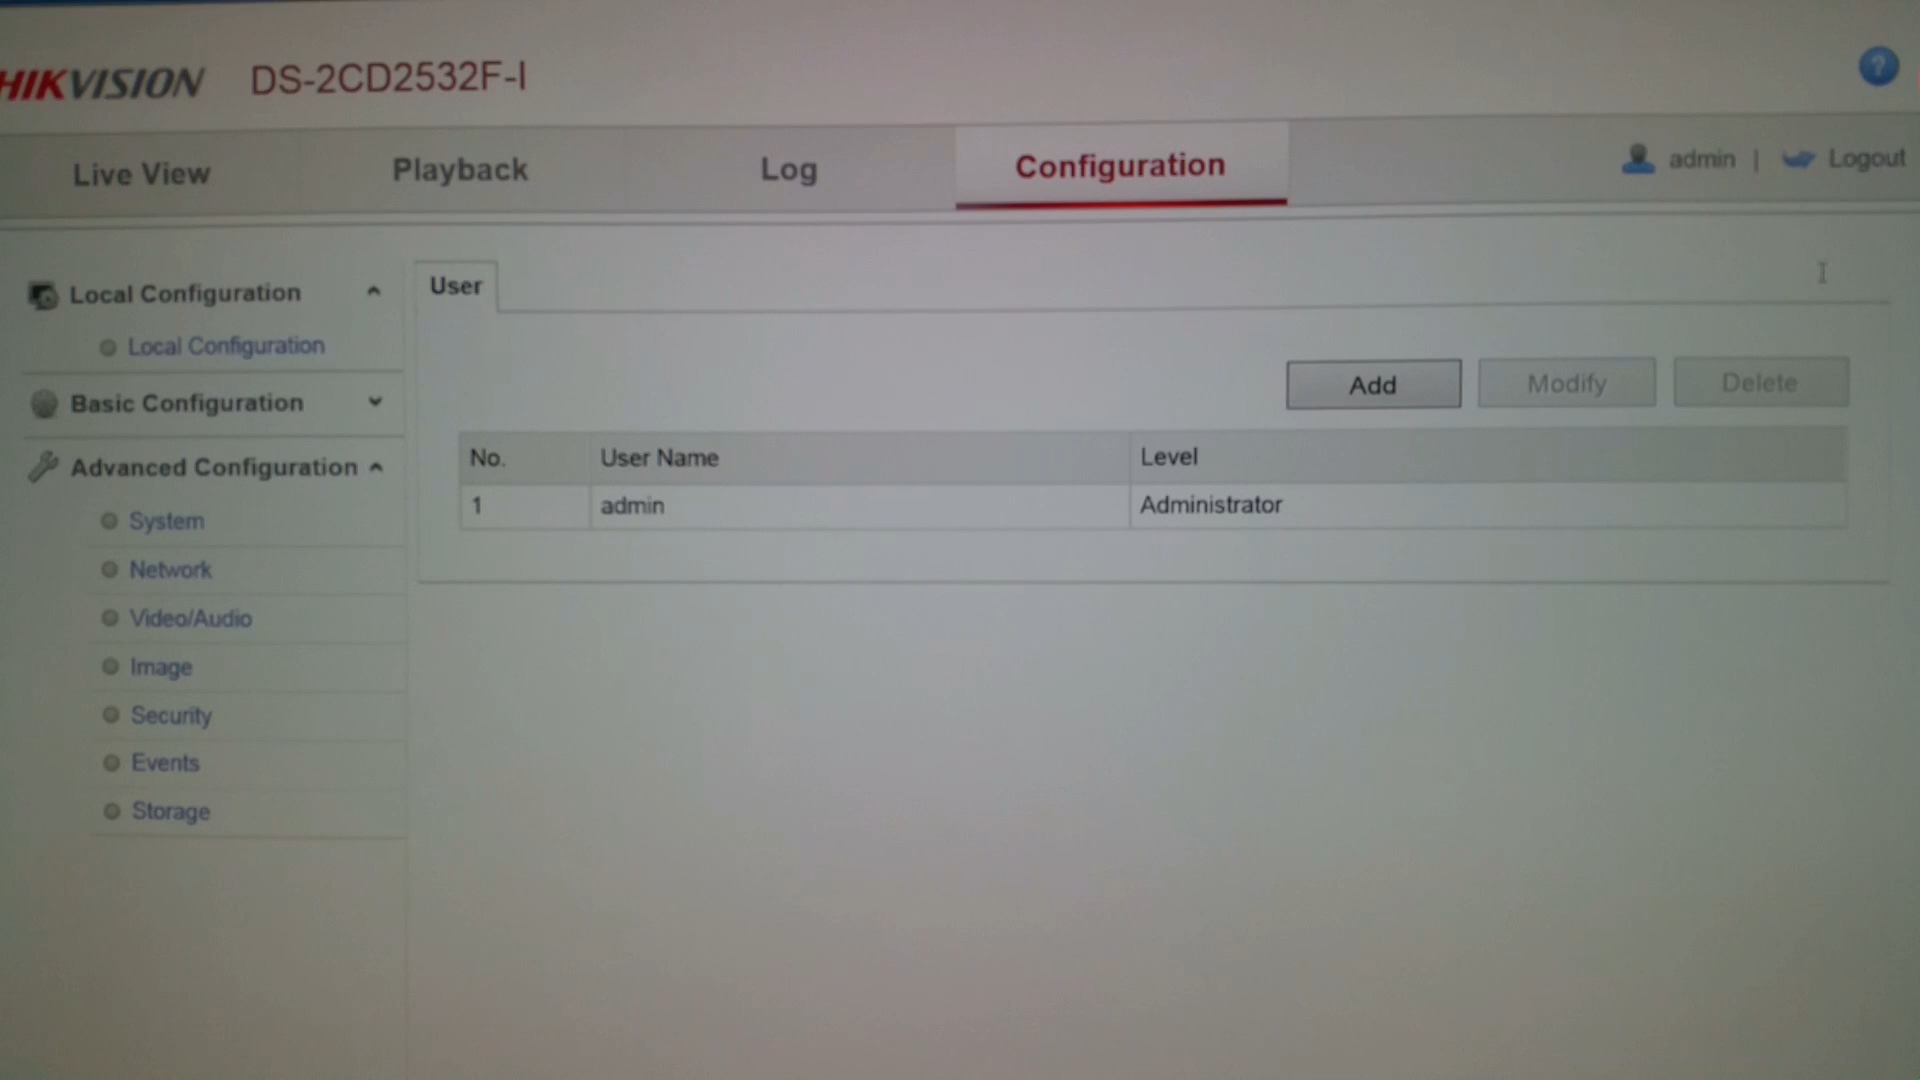 HIKVISION DS-2CD2532F-I
?
Live View Playback Log Configuration admin | Logout
Local Configuration
Local Configuration
Basic Configuration
Advanced Configuration
System
Network
Video/Audio
Image
Security
Events
Storage
User
Add Modify Delete
No. User Name Level
1 admin Administrator